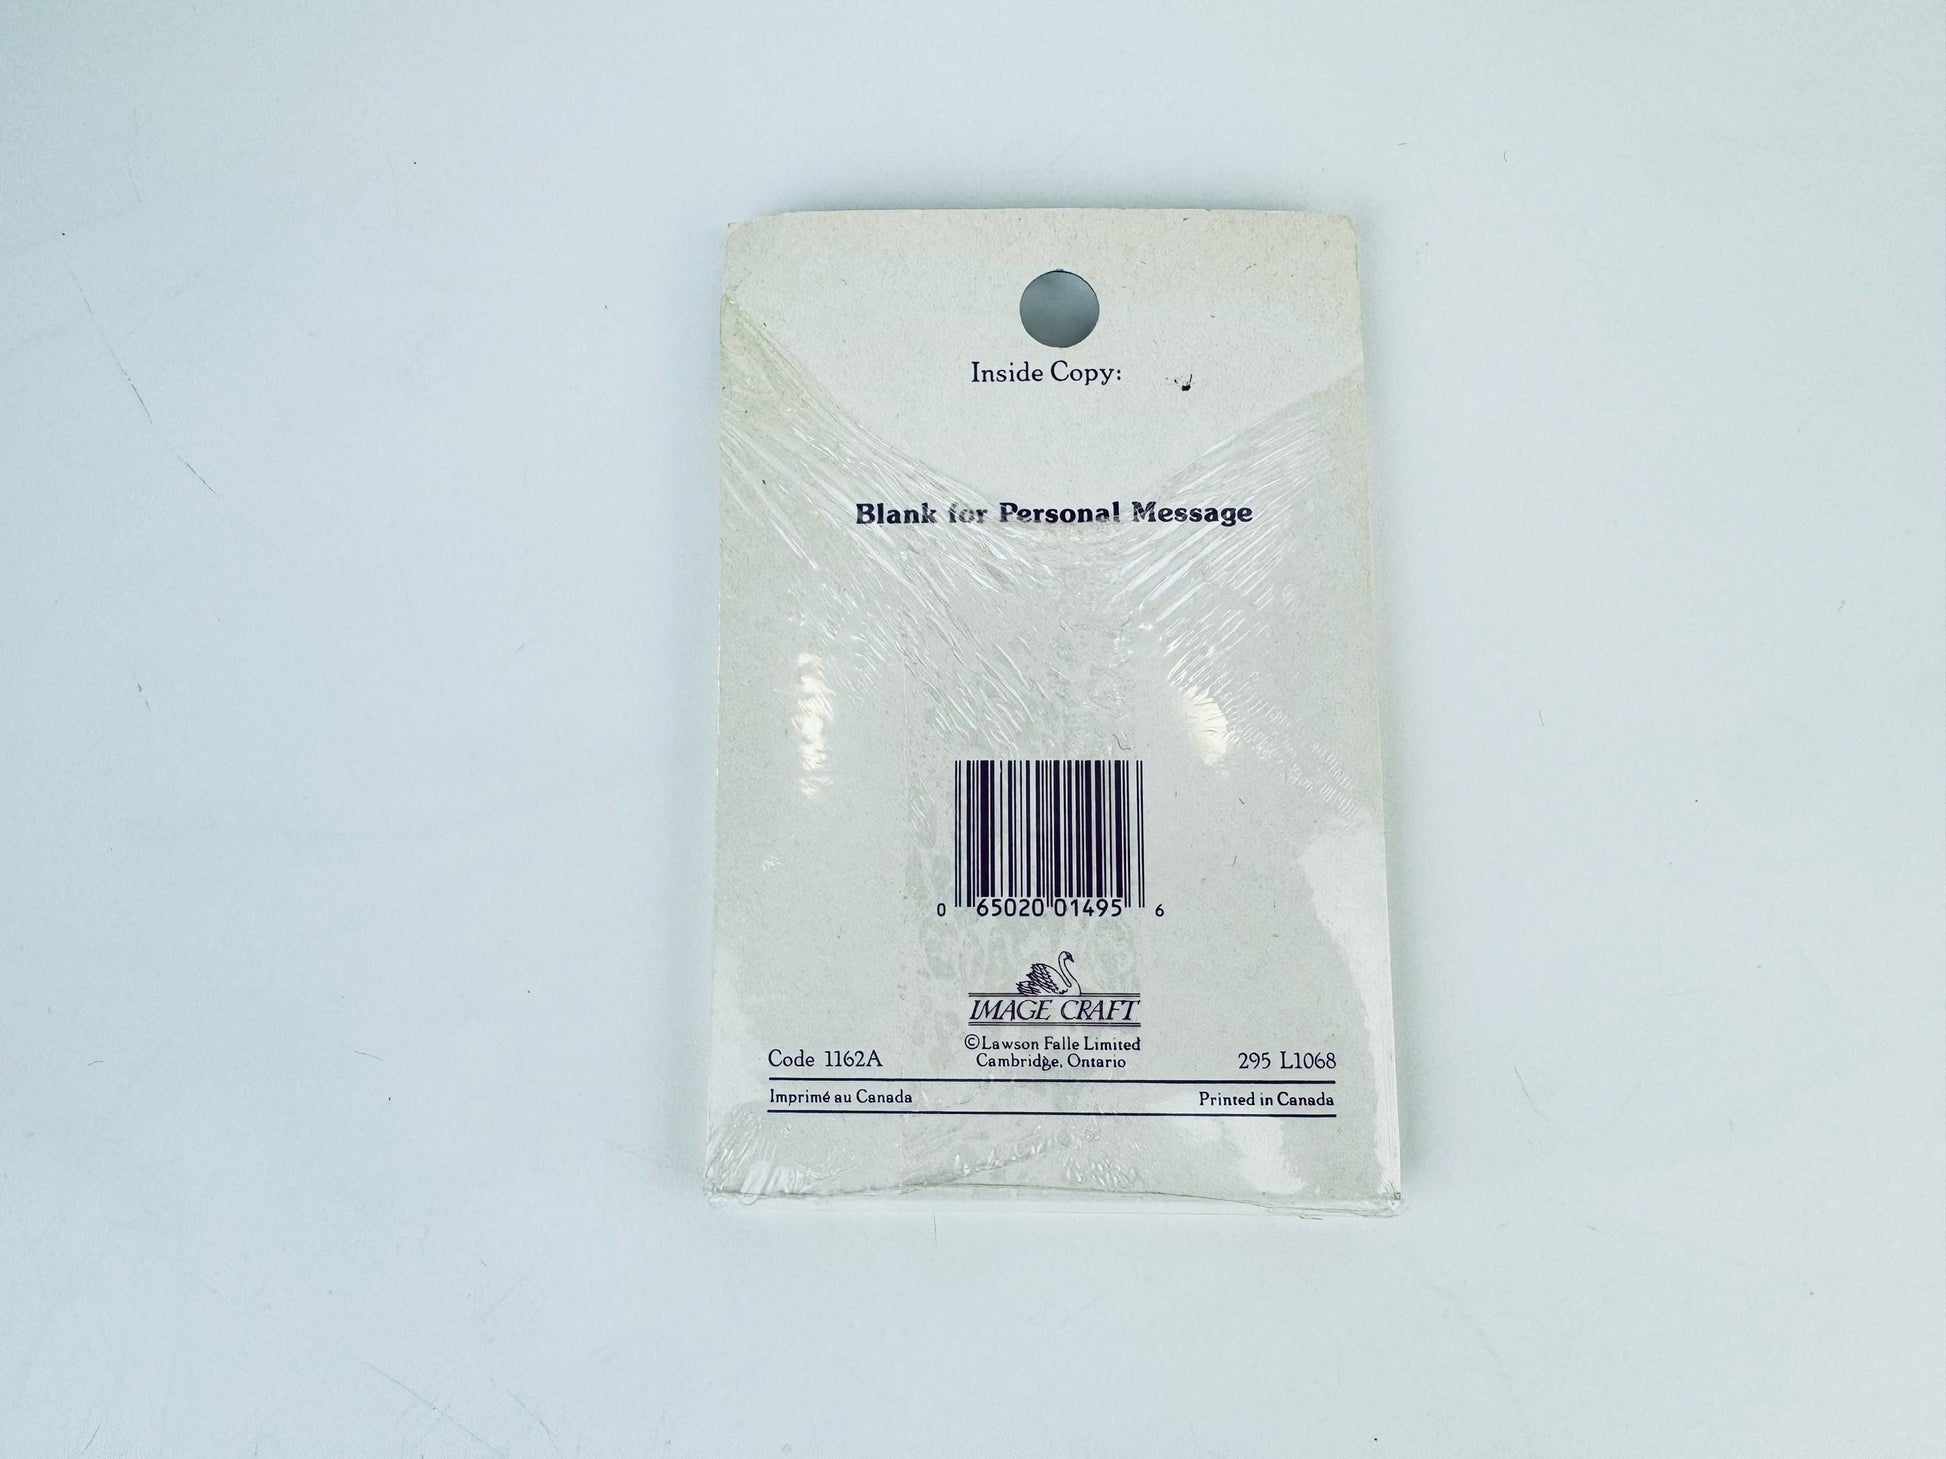 Inside Copy:
Blank for Personal Message
0 65020 01495 6
IMAGE CRAFT
©Lawson Falle Limited
Cambridge, Ontario
Code 1162A
295 L1068
Imprimé au Canada
Printed in Canada